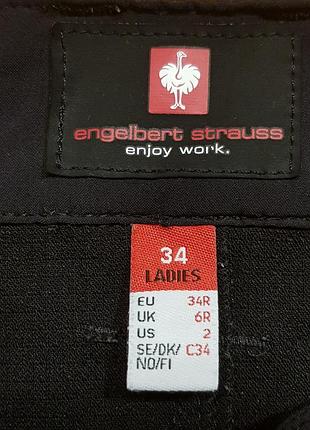 engelbert strauss
enjoy work.
34
LADIES
EU 34R
UK 6R
US 2
SE/DK/ C34
NO/FI